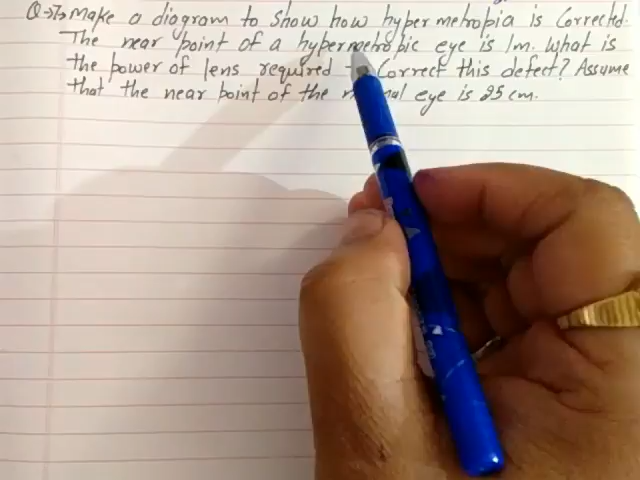 Q→7→ Make a diagram to show how hypermetropia is Corrected.
The near point of a hypermetropic eye is 1m. What is
the power of lens required Correct this defect? Assume
that the near point of the eye is 25 cm.